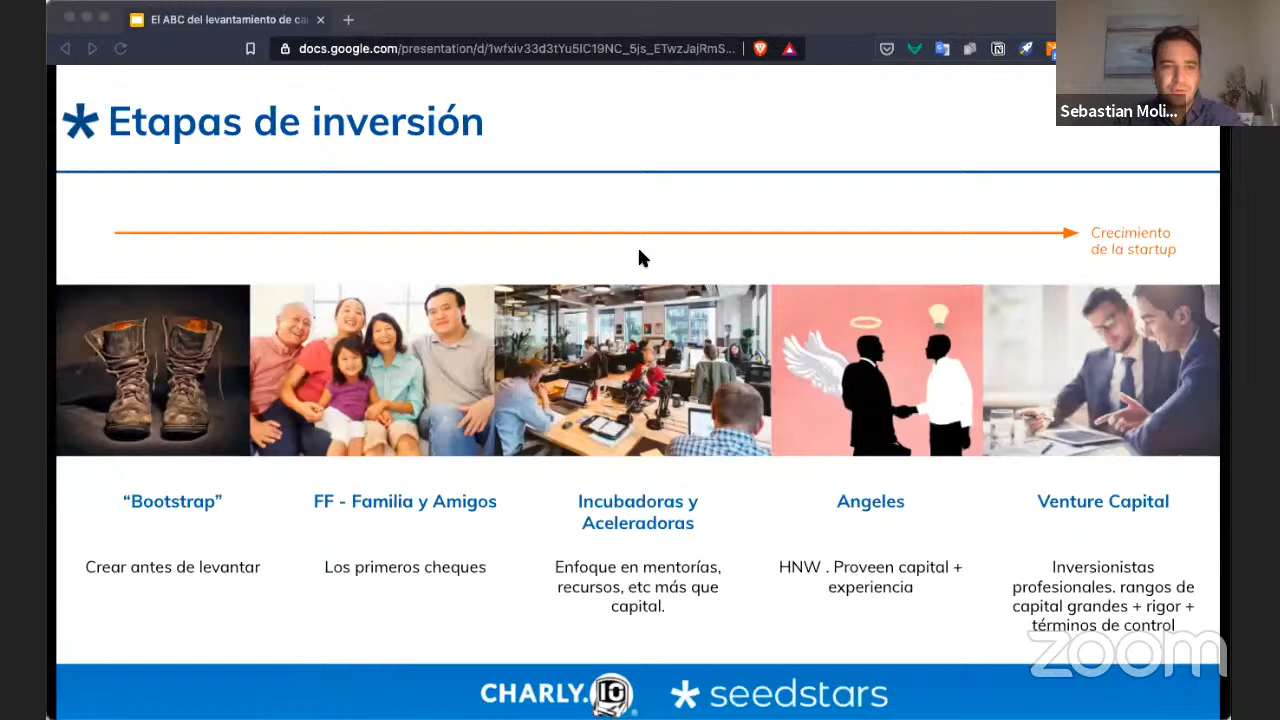 El ABC del levantamiento de ca
docs.google.com/presentation/d/1wfxiv33d3tYu5IC19NC_5js_ETwzJajRmS...
Sebastian Moli...
Etapas de inversión
Crecimiento
de la startup
“Bootstrap”
Crear antes de levantar
FF - Familia y Amigos
Los primeros cheques
Incubadoras y
Aceleradoras
Enfoque en mentorías,
recursos, etc más que
capital.
Angeles
HNW . Proveen capital +
experiencia
Venture Capital
Inversionistas
profesionales. rangos de
capital grandes + rigor +
términos de control
zoom
CHARLY.10
seedstars